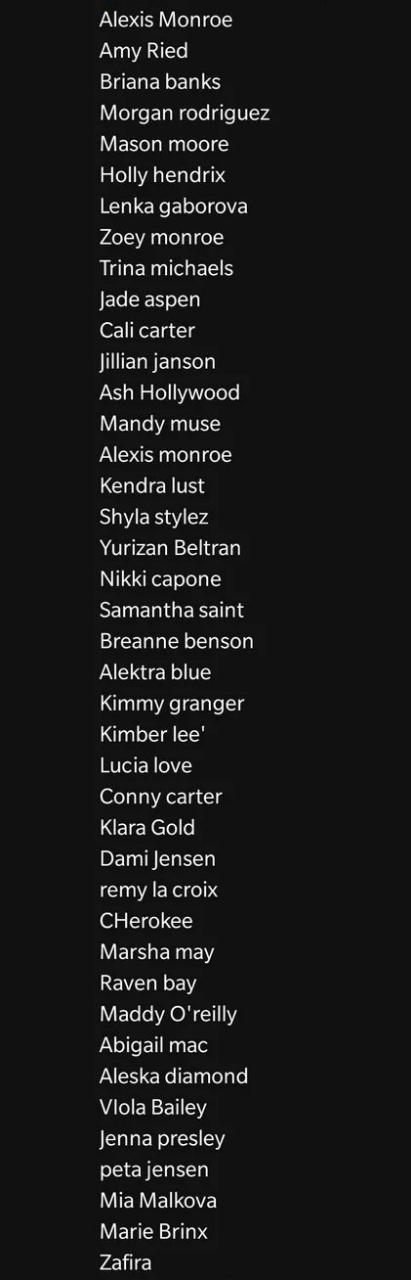 Alexis Monroe
Amy Ried
Briana banks
Morgan rodriguez
Mason moore
Holly hendrix
Lenka gaborova
Zoey monroe
Trina michaels
Jade aspen
Cali carter
Jillian janson
Ash Hollywood
Mandy muse
Alexis monroe
Kendra lust
Shyla stylez
Yurizan Beltran
Nikki capone
Samantha saint
Breanne benson
Alektra blue
Kimmy granger
Kimber lee'
Lucia love
Conny carter
Klara Gold
Dami Jensen
remy la croix
CHerokee
Marsha may
Raven bay
Maddy O'reilly
Abigail mac
Aleska diamond
VIola Bailey
Jenna presley
peta jensen
Mia Malkova
Marie Brinx
Zafira